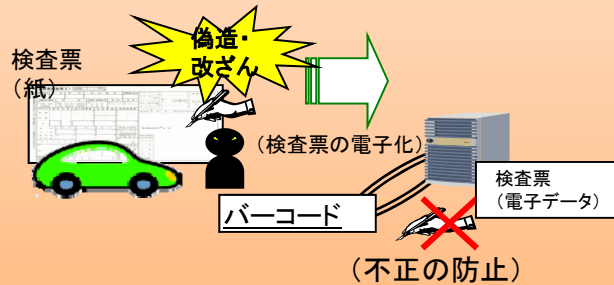 偽造・
改ざん
検査票
（紙）
（検査票の電子化）
バーコード
検査票
（電子データ）
（不正の防止）